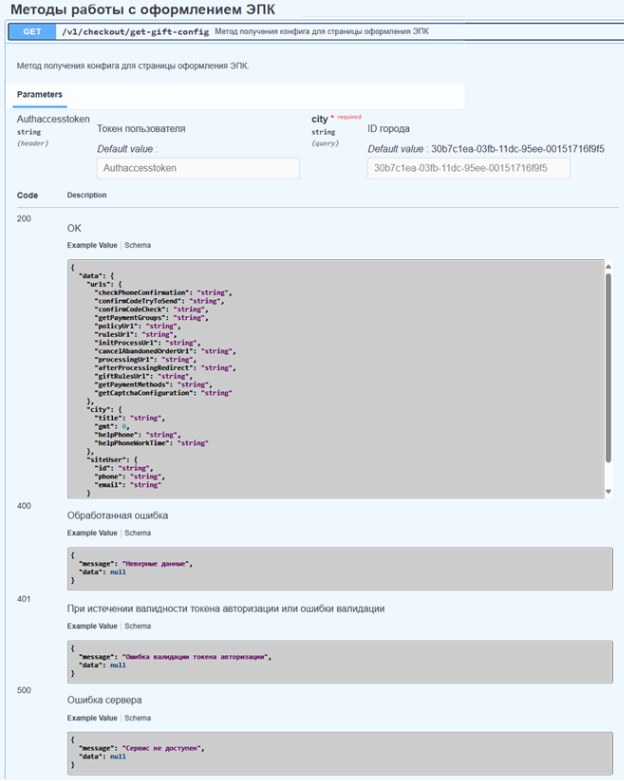 Методы работы с оформлением ЭПК
GET /v1/checkout/get-gift-config Метод получения конфига для страницы оформления ЭПК
Метод получения конфига для страницы оформления ЭПК.
Parameters
Authaccesstoken
string
(header)
Токен пользователя
Default value :
Authaccesstoken
city * required
string
(query)
ID города
Default value : 30b7c1ea-03fb-11dc-95ee-00151716f9f5
30b7c1ea-03fb-11dc-95ee-00151716f9f5
Code Description
200
OK
Example Value Schema
{
"data": {
"urls": {
"checkPhoneConfirmation": "string",
"confirmCodeTryToSend": "string",
"confirmCodeCheck": "string",
"getPaymentGroups": "string",
"policyUrl": "string",
"rulesUrl": "string",
"initProcessUrl": "string",
"cancelAbandonedOrderUrl": "string",
"processingUrl": "string",
"afterProcessingRedirect": "string",
"giftRulesUrl": "string",
"getPaymentMethods": "string",
"getCaptchaConfiguration": "string"
},
"city": {
"title": "string",
"gmt": 0,
"helpPhone": "string",
"helpPhoneWorkTime": "string"
},
"siteUser": {
"id": "string",
"phone": "string",
"email": "string"
}
400
Обработанная ошибка
Example Value Schema
{
"message": "Неверные данные",
"data": null
}
401
При истечении валидности токена авторизации или ошибки валидации
Example Value Schema
{
"message": "Ошибка валидации токена авторизации",
"data": null
}
500
Ошибка сервера
Example Value Schema
{
"message": "Сервис не доступен",
"data": null
}